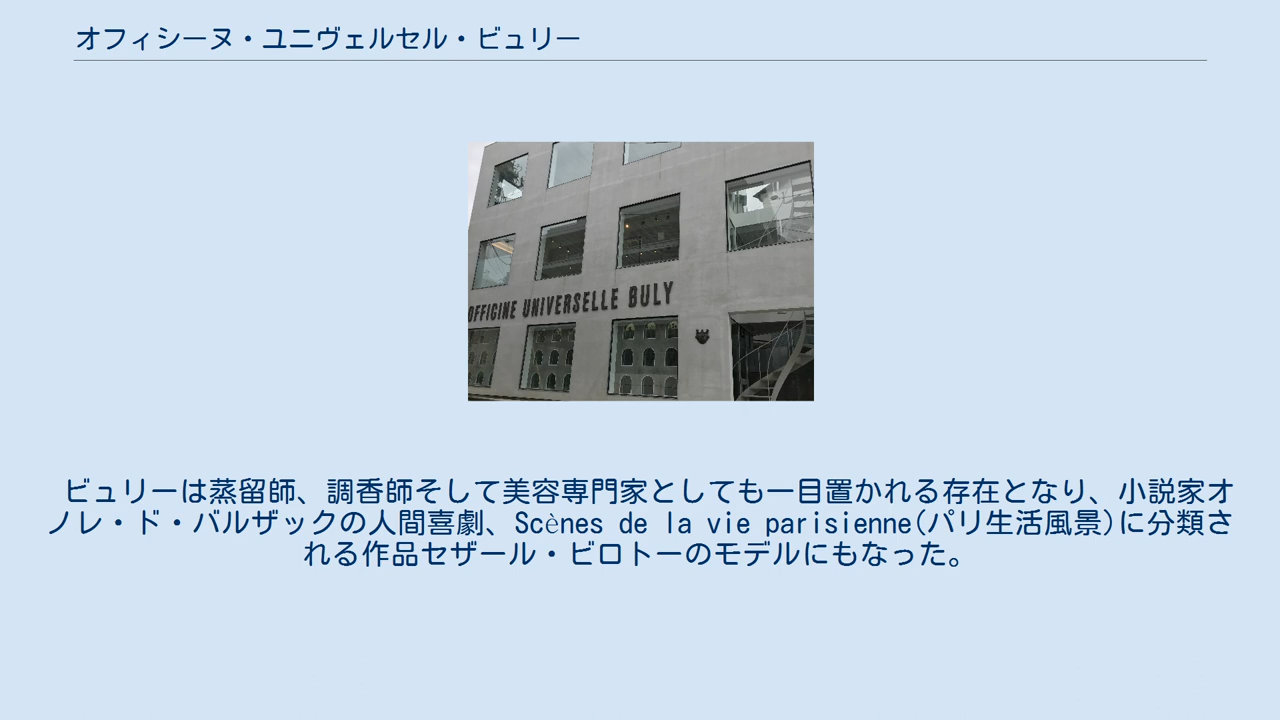 オフィシーヌ・ユニヴェルセル・ビュリー
OFFICINE UNIVERSELLE BULY
ビュリーは蒸留師、調香師そして美容専門家としても一目置かれる存在となり、小説家オ
ノレ・ド・バルザックの人間喜劇、Scènes de la vie parisienne(パリ生活風景)に分類さ
れる作品セザール・ビロトーのモデルにもなった。